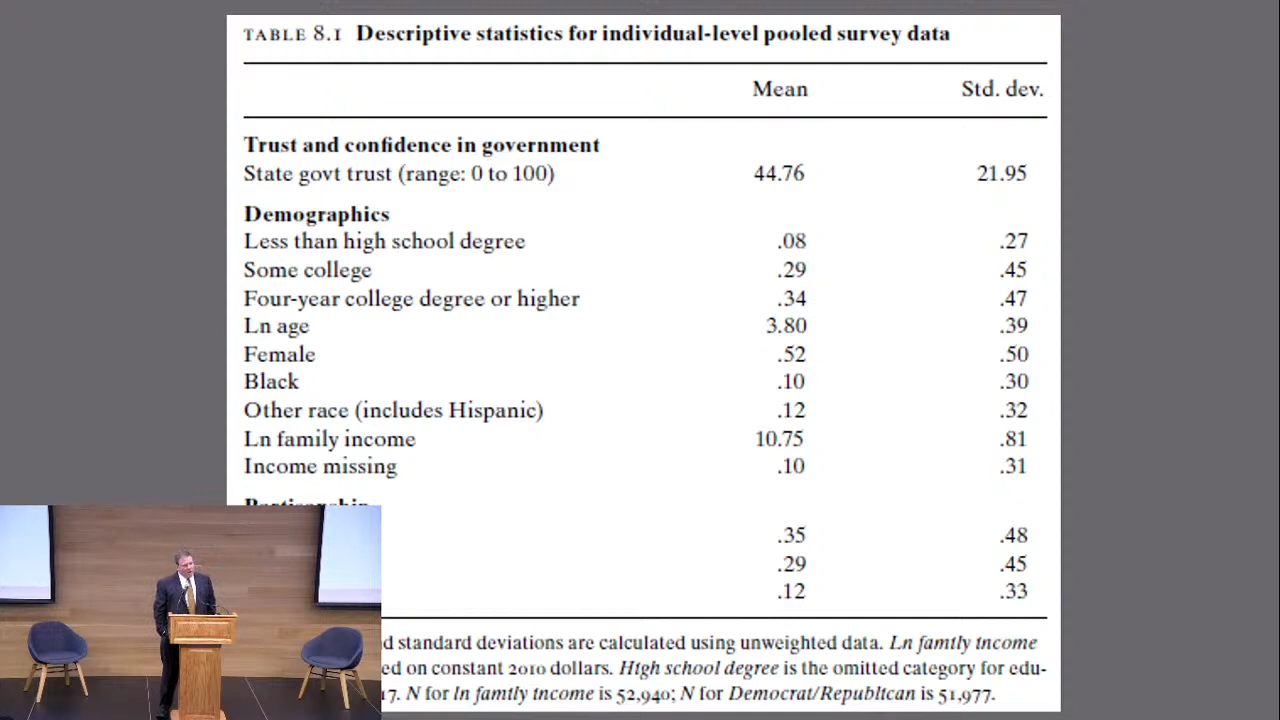 TABLE 8.1 Descriptive statistics for individual-level pooled survey data
Mean Std. dev.
Trust and confidence in government
State govt trust (range: 0 to 100) 44.76 21.95
Demographics
Less than high school degree .08 .27
Some college .29 .45
Four-year college degree or higher .34 .47
Ln age 3.80 .39
Female .52 .50
Black .10 .30
Other race (includes Hispanic) .12 .32
Ln family income 10.75 .81
Income missing .10 .31
.35 .48
.29 .45
.12 .33
d standard deviations are calculated using unweighted data. Ln family income
ed on constant 2010 dollars. High school degree is the omitted category for edu-
17. N for ln family income is 52,940; N for Democrat/Republican is 51,977.